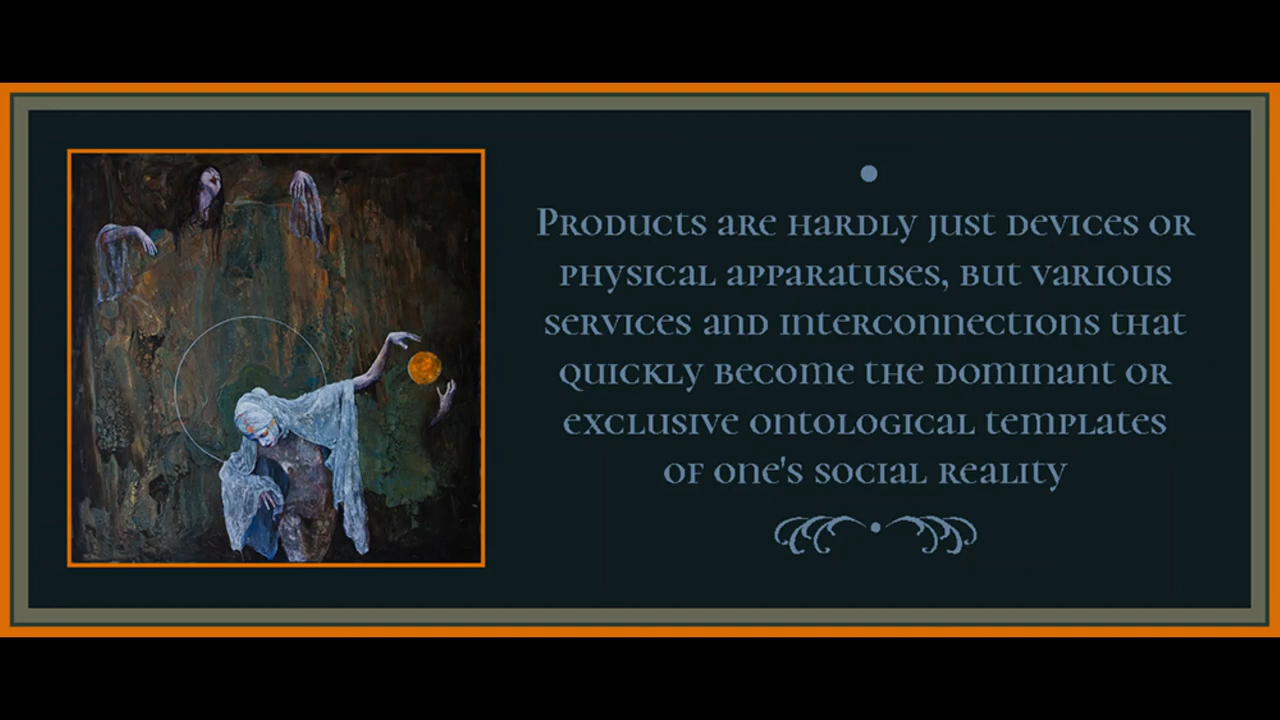 Products are hardly just devices or
physical apparatuses, but various
services and interconnections that
quickly become the dominant or
exclusive ontological templates
of one's social reality